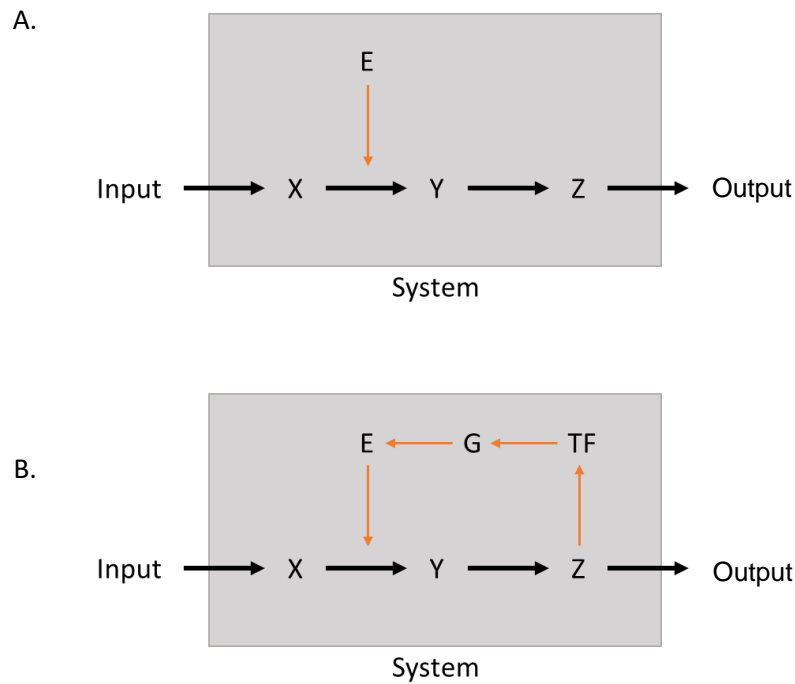 A.
E
Input X Y Z Output
System
E G TF
B.
Input X Y Z Output
System